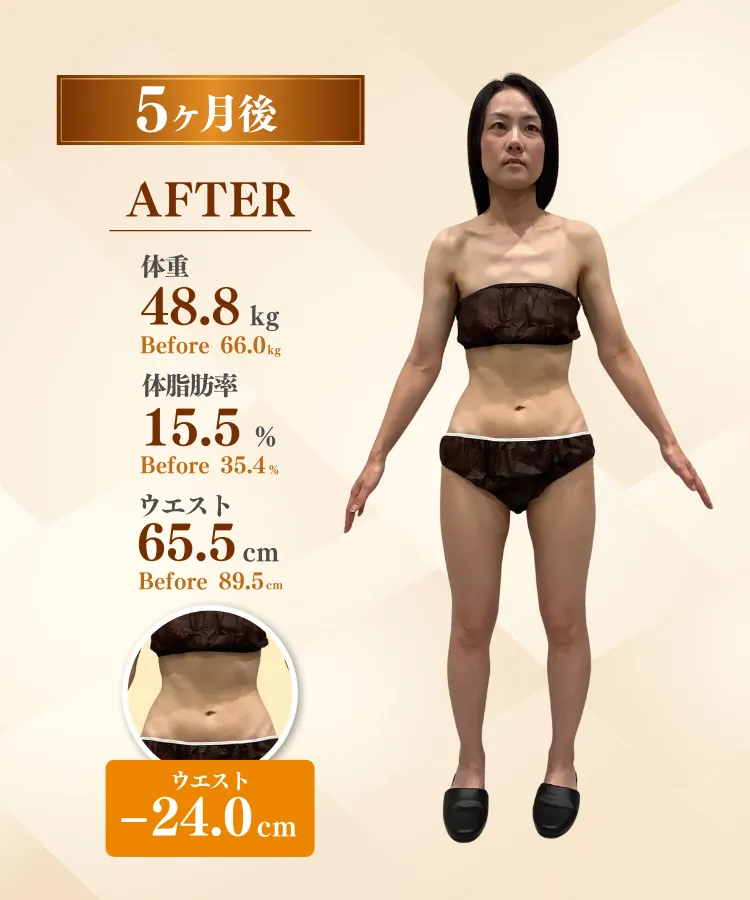 5ヶ月後
AFTER
体重
48.8 kg
Before 66.0kg
体脂肪率
15.5 %
Before 35.4%
ウエスト
65.5 cm
Before 89.5cm
ウエスト
−24.0cm